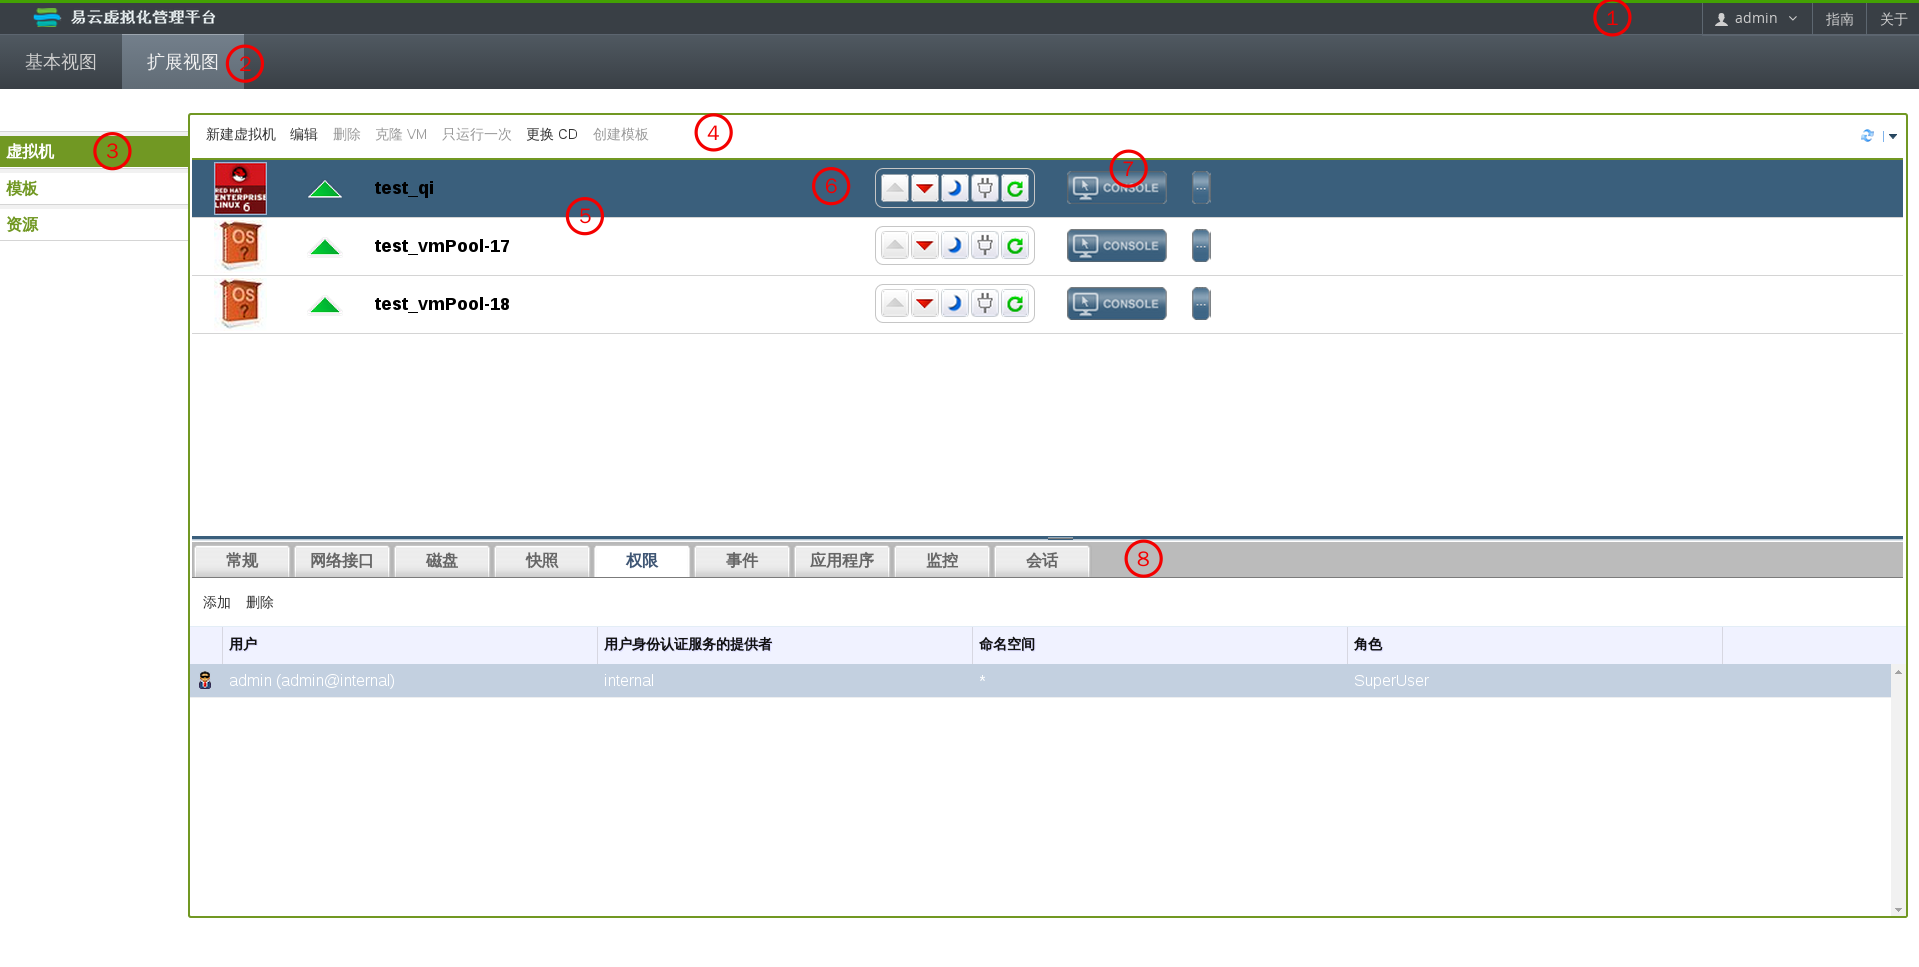 易云虚拟化管理平台 1 admin 指南 关于
基本视图 扩展视图 2
新建虚拟机 编辑 删除 克隆 VM 只运行一次 更换 CD 创建模板 4
虚拟机 3
模板
资源
RED HAT
ENTERPRISE
LINUX 6
test_qi 6 CONSOLE 7 ...
5
OS
?
test_vmPool-17 CONSOLE ...
OS
?
test_vmPool-18 CONSOLE ...
常规 网络接口 磁盘 快照 权限 事件 应用程序 监控 会话 8
添加 删除
用户 用户身份认证服务的提供者 命名空间 角色
admin (admin@internal) internal * SuperUser